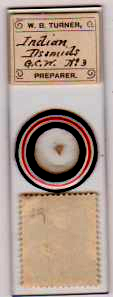 W. B. TURNER,
Indian
Desmids
G.C.W. No 3
PREPARER.